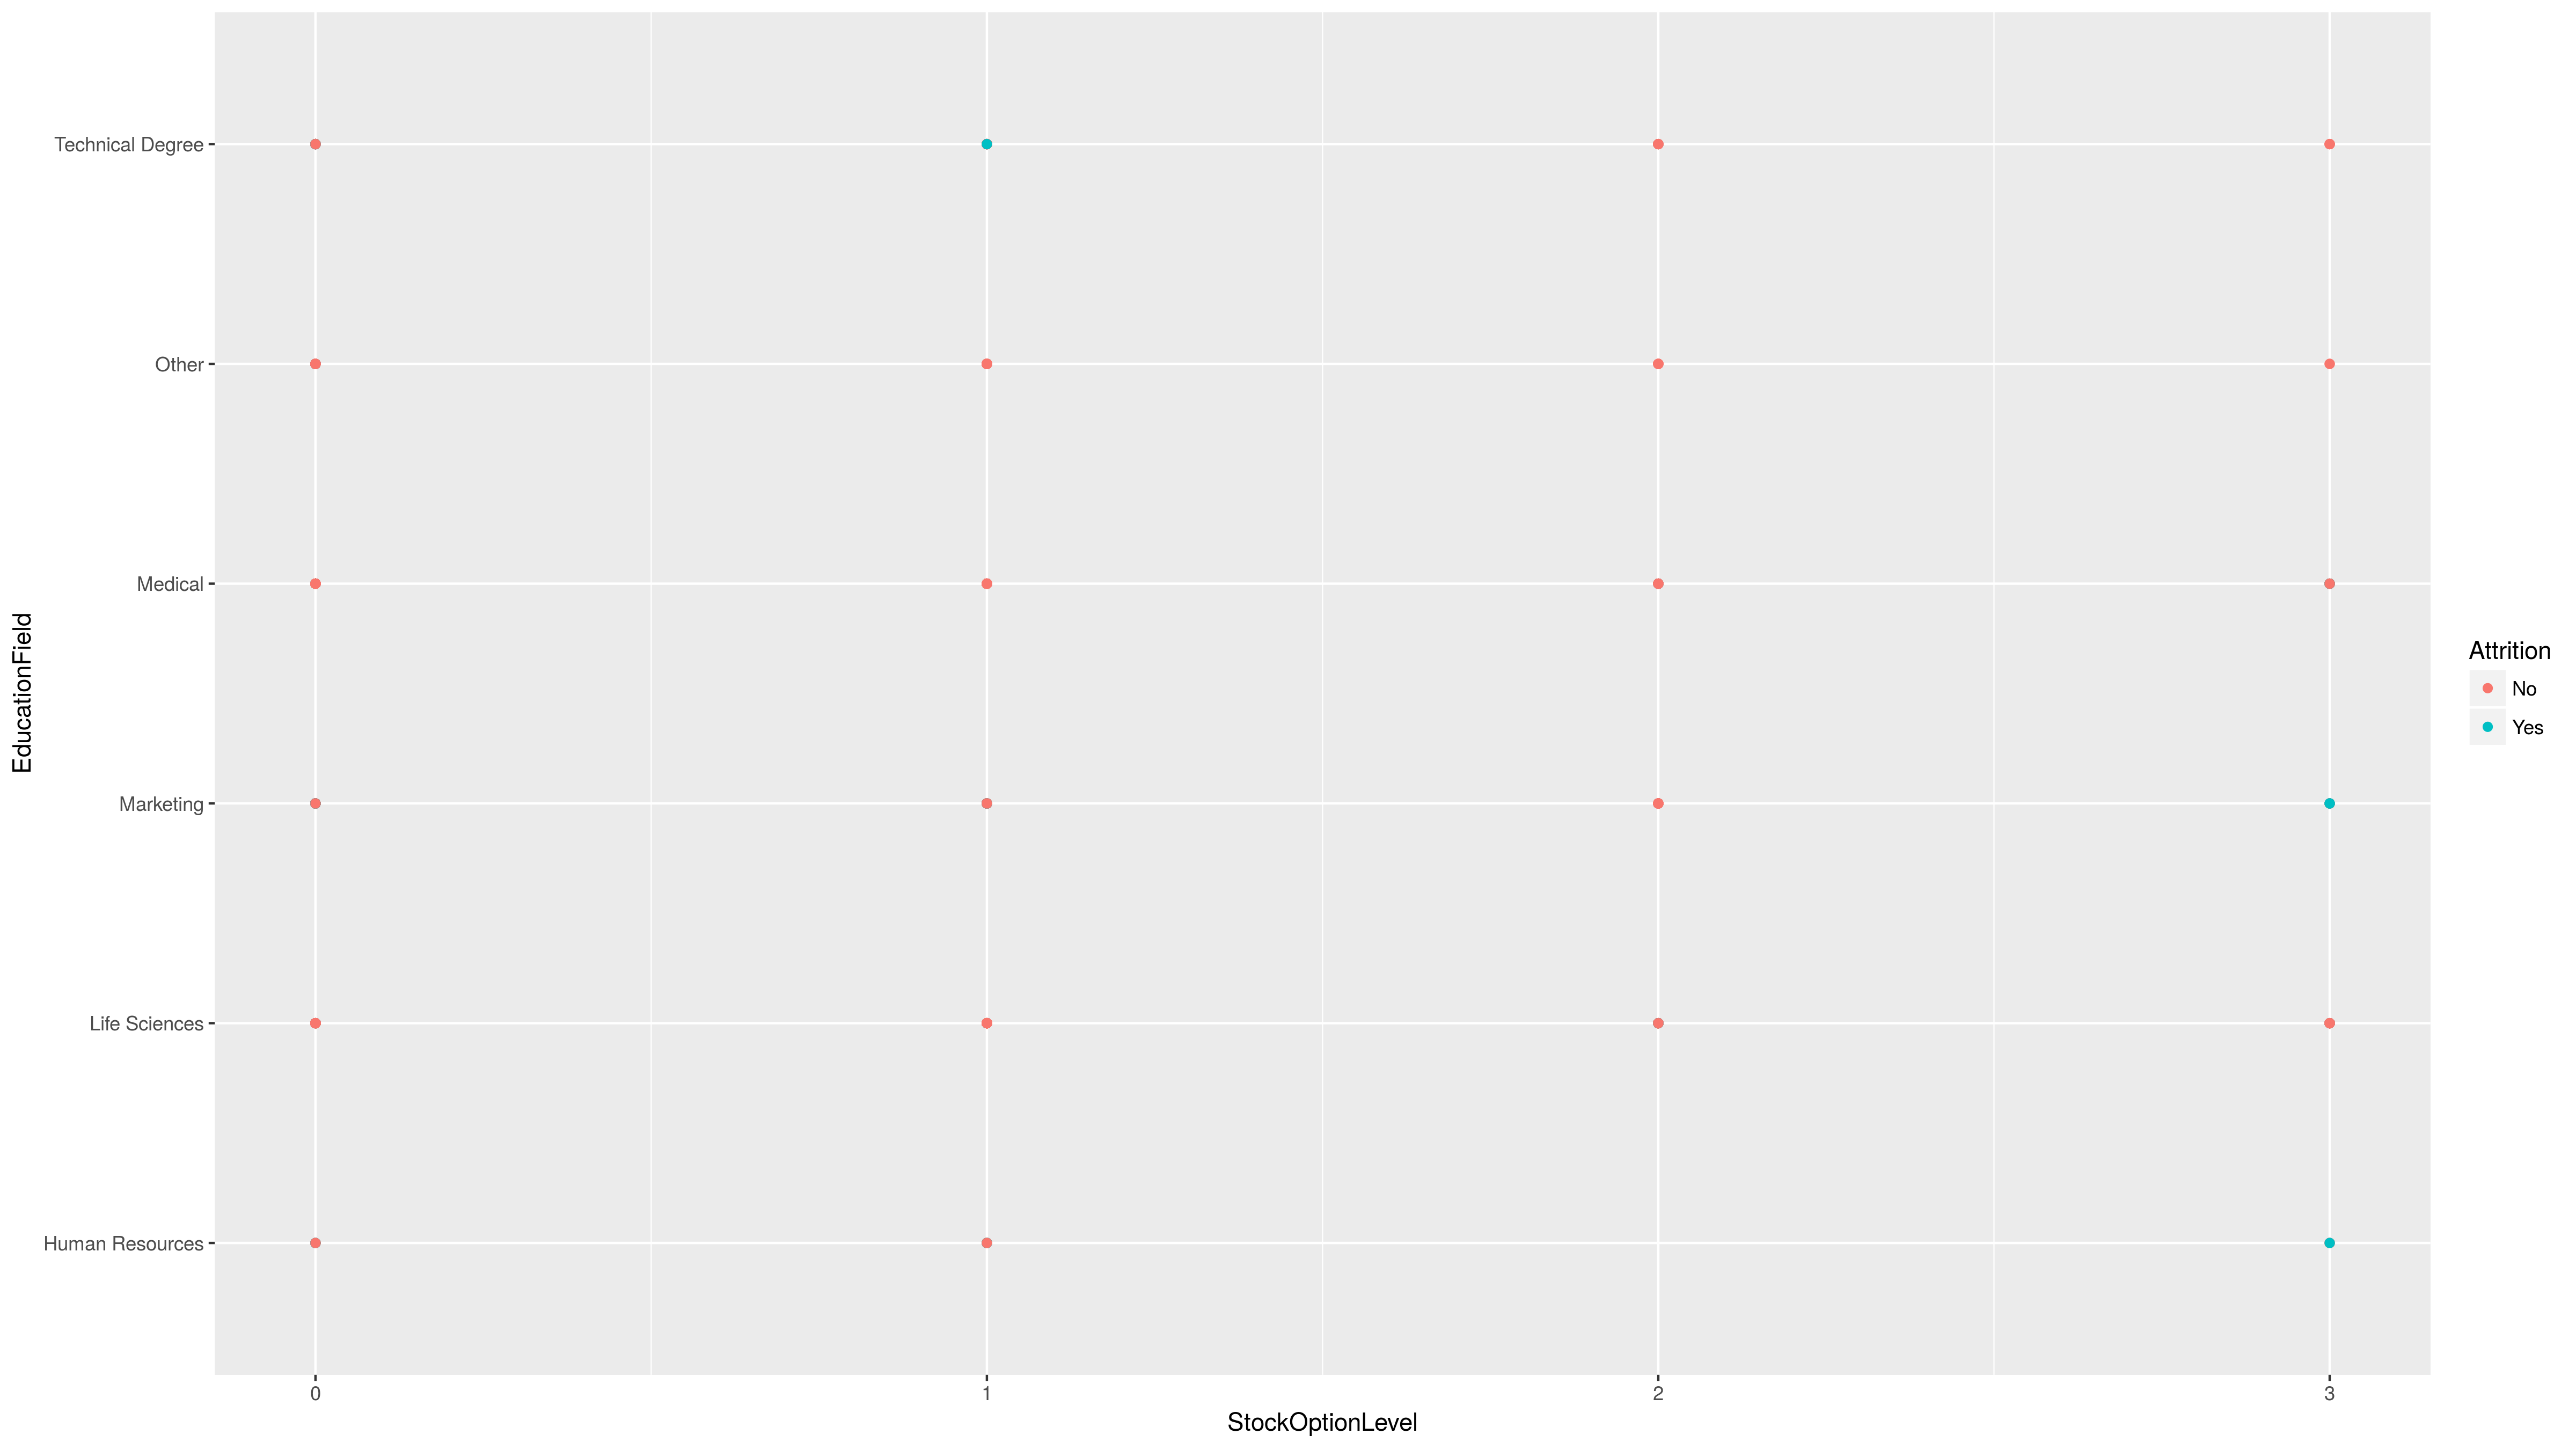 Technical Degree
Other
Medical
Marketing
Life Sciences
Human Resources
EducationField
0 1 2 3
StockOptionLevel
Attrition
No
Yes